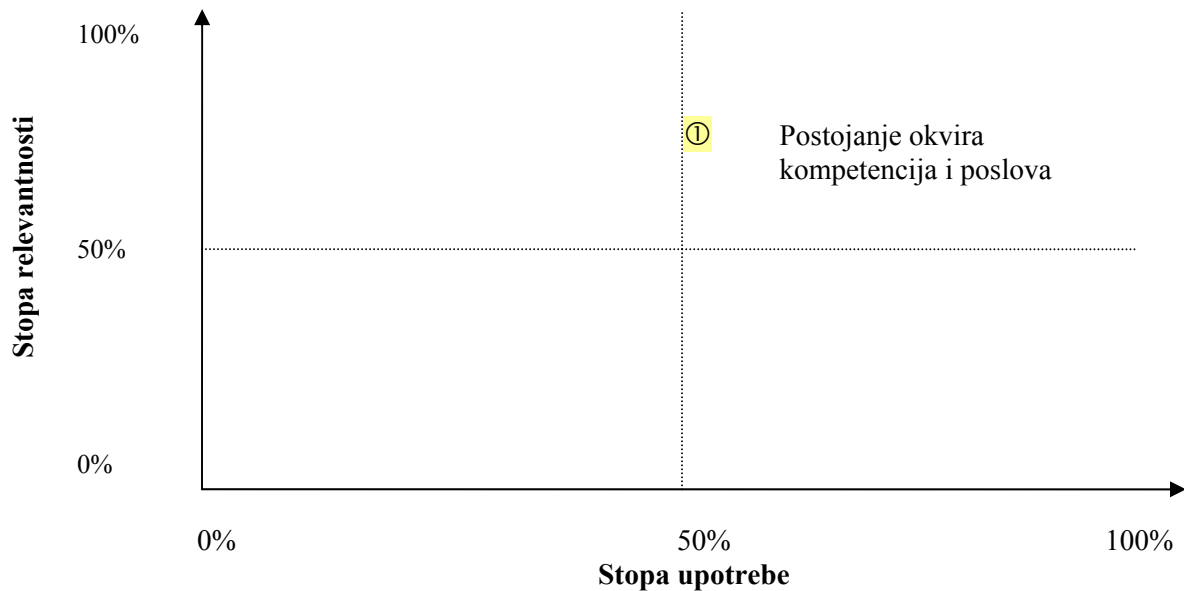 100%
①
Postojanje okvira
kompetencija i poslova
Stopa relevantnosti
50%
0%
0%
50%
100%
Stopa upotrebe